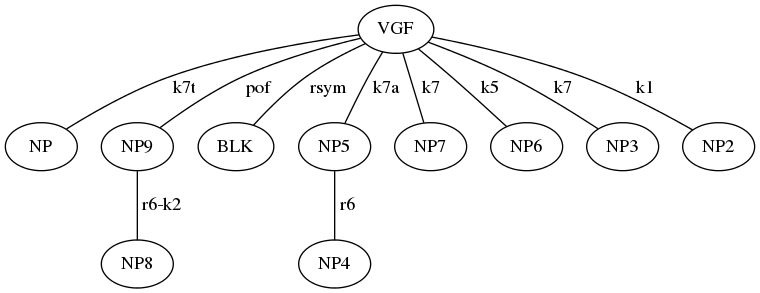 VGF
k7t pof rsym k7a k7 k5 k7 k1
NP NP9 BLK NP5 NP7 NP6 NP3 NP2
r6-k2 r6
NP8 NP4